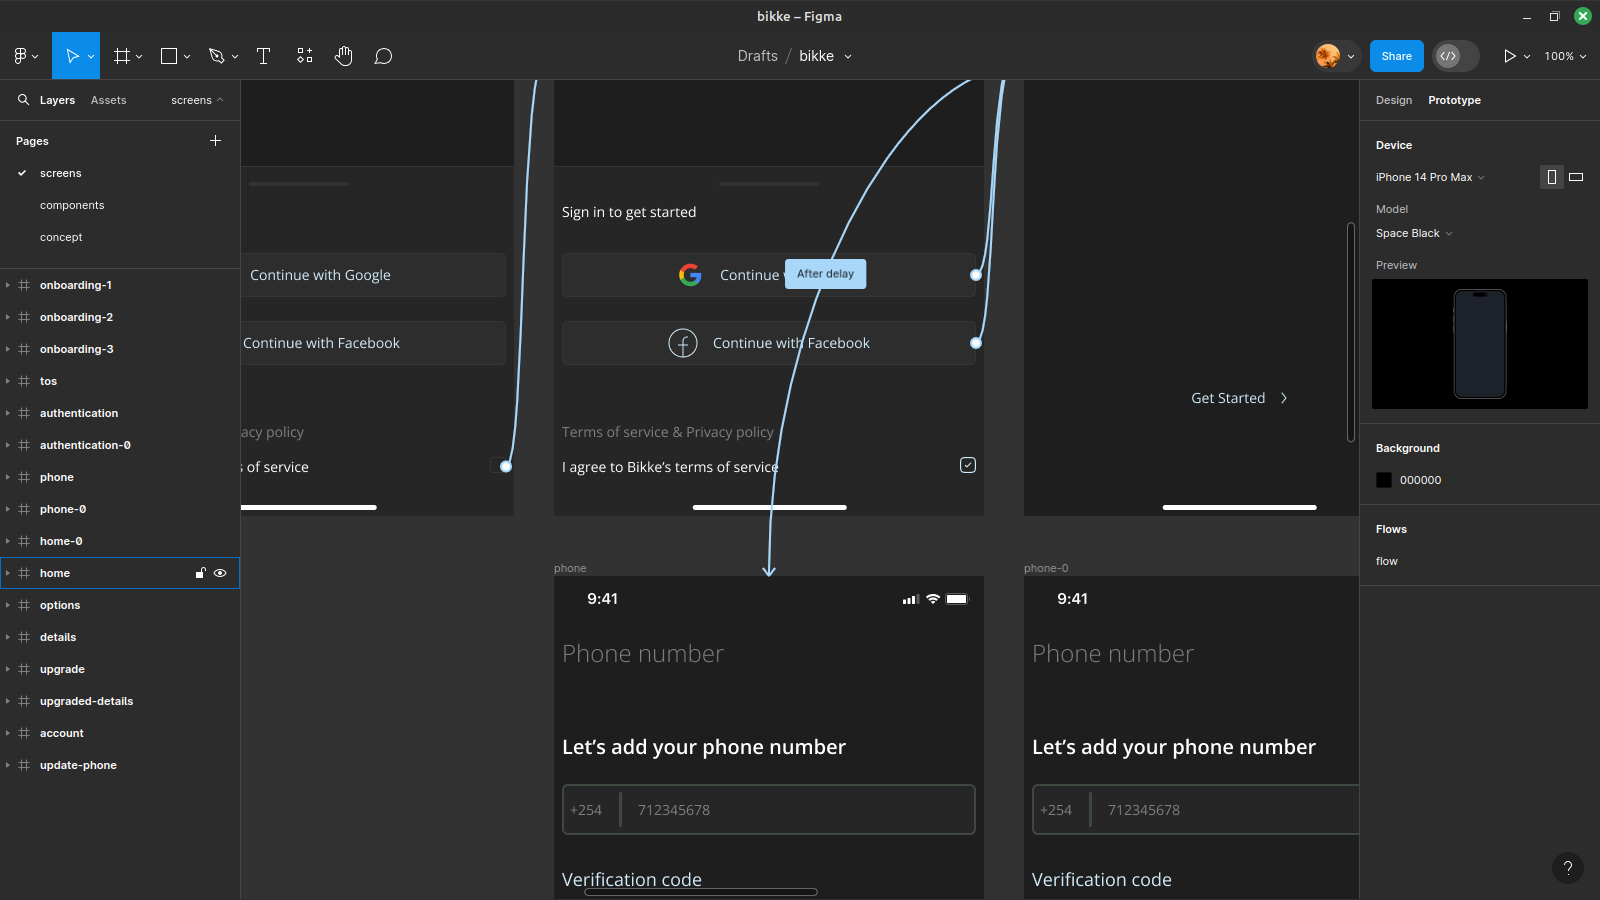 bikke – Figma
Drafts / bikke
Share
100%
Layers
Assets
screens
Pages
screens
components
concept
onboarding-1
onboarding-2
onboarding-3
tos
authentication
authentication-0
phone
phone-0
home-0
home
options
details
upgrade
upgraded-details
account
update-phone
Continue with Google
Continue with Facebook
acy policy
s of service
Sign in to get started
Continue
After delay
Continue with Facebook
Terms of service & Privacy policy
I agree to Bikke’s terms of service
Get Started
phone
9:41
Phone number
Let’s add your phone number
+254
712345678
Verification code
phone-0
9:41
Phone number
Let’s add your phone number
+254
712345678
Verification code
Design
Prototype
Device
iPhone 14 Pro Max
Model
Space Black
Preview
Background
000000
Flows
flow
?